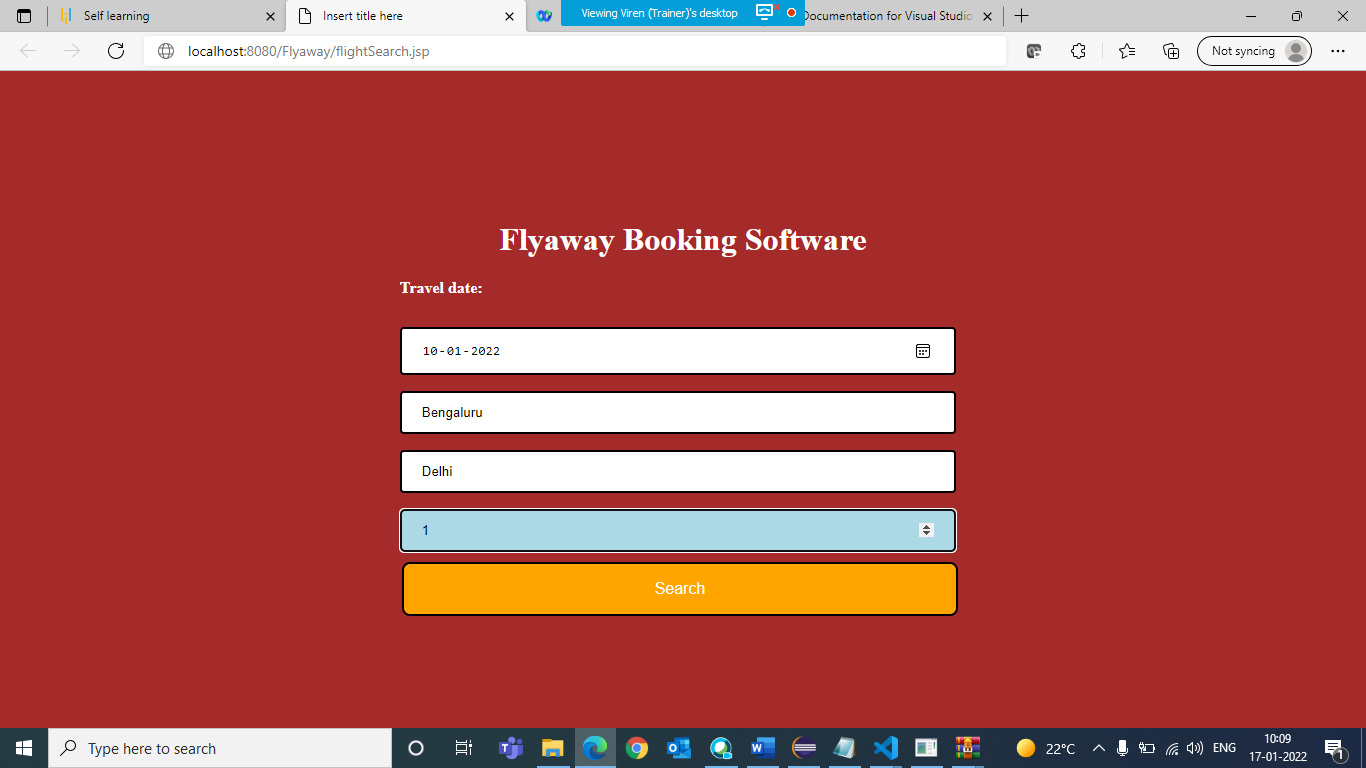 Self learning
Insert title here
Viewing Viren (Trainer)'s desktop
Documentation for Visual Studio
localhost:8080/Flyaway/flightSearch.jsp
Not syncing
Flyaway Booking Software
Travel date:
10-01-2022
Bengaluru
Delhi
1
Search
Type here to search
22°C
ENG
10:09
17-01-2022
1